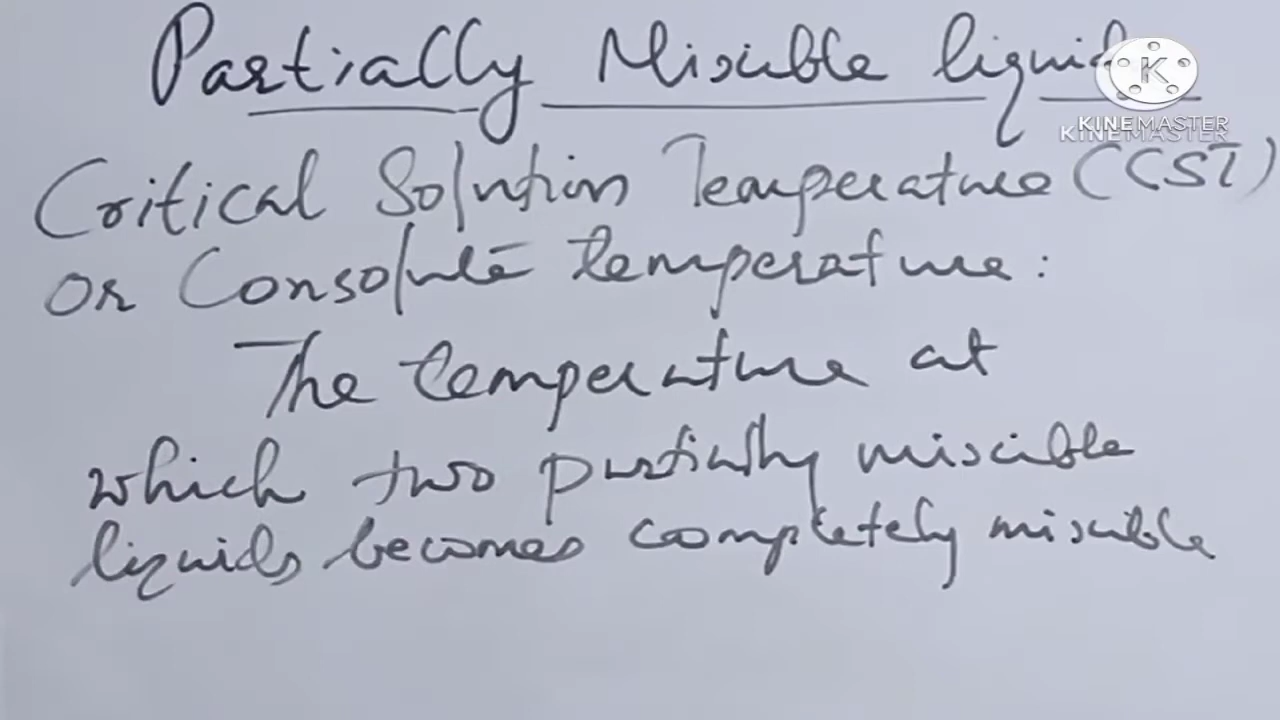 Partially Miscible liquid
K
KINEMASTER
KINEMASTER
Critical Solution Temperature (CST)
or Consolute temperature:
The temperature at
which two partially miscible
liquids becomes completely miscible